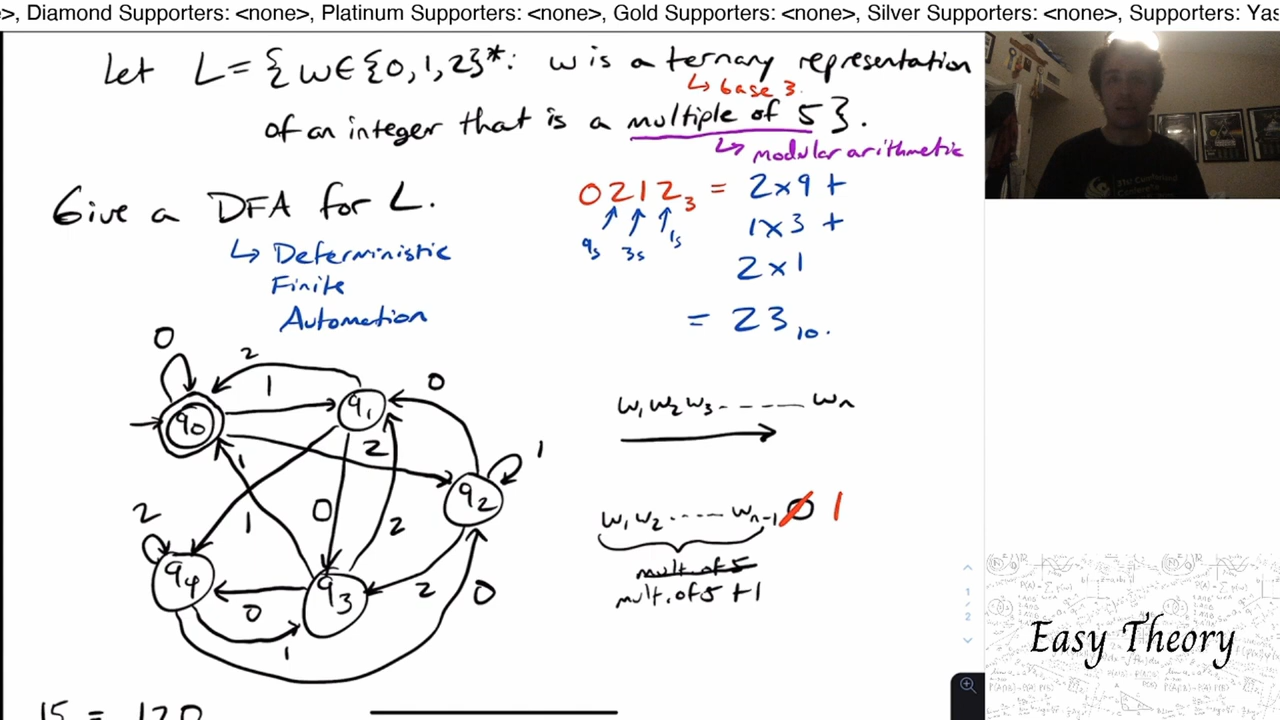 >, Diamond Supporters: <none>, Platinum Supporters: <none>, Gold Supporters: <none>, Silver Supporters: <none>, Supporters: Yas
Let L = { w ∈ {0,1,2}* : w is a ternary representation
↳ base 3.
of an integer that is a multiple of 5 }.
↳ modular arithmetic
Give a DFA for L.
↳ Deterministic
Finite
Automation
0212₃ = 2×9 +
1×3 +
2×1
9s 3s 1s
= 23₁₀.
0
2
1
0
q₀
q₁
2
1
1
q₂
2
1
0
2
q₄
q₃
2
0
0
1
w₁w₂w₃------wₙ
w₁w₂.....wₙ₋₁0 1
mult. of 5
mult. of 5 + 1
15 = 120
1
/
2
Easy Theory